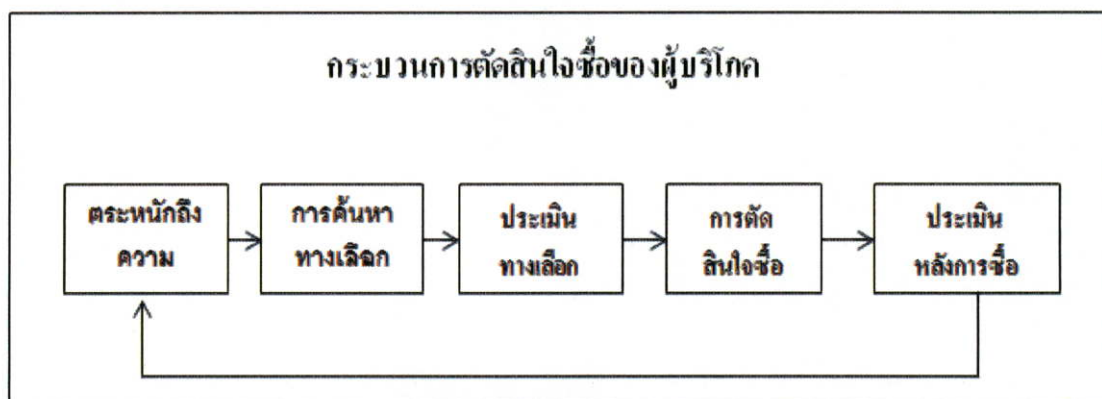 กระบวนการตัดสินใจซื้อของผู้บริโภค
ตระหนักถึง
ความ
การค้นหา
ทางเลือก
ประเมิน
ทางเลือก
การตัด
สินใจซื้อ
ประเมิน
หลังการซื้อ